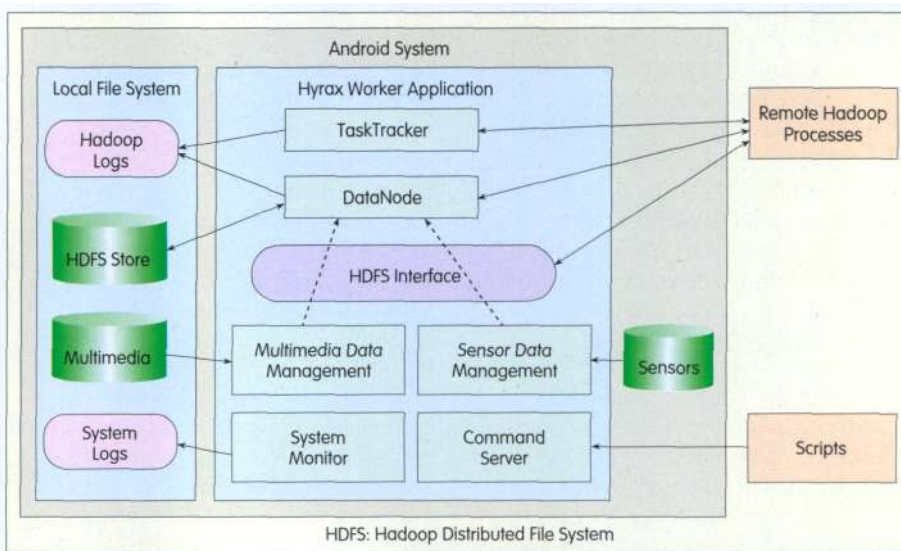 Android System
Local File System
Hyrax Worker Application
TaskTracker
Remote Hadoop
Processes
Hadoop
Logs
DataNode
HDFS Store
HDFS Interface
Multimedia
Multimedia Data
Management
Sensor Data
Management
Sensors
System
Logs
System
Monitor
Command
Server
Scripts
HDFS: Hadoop Distributed File System